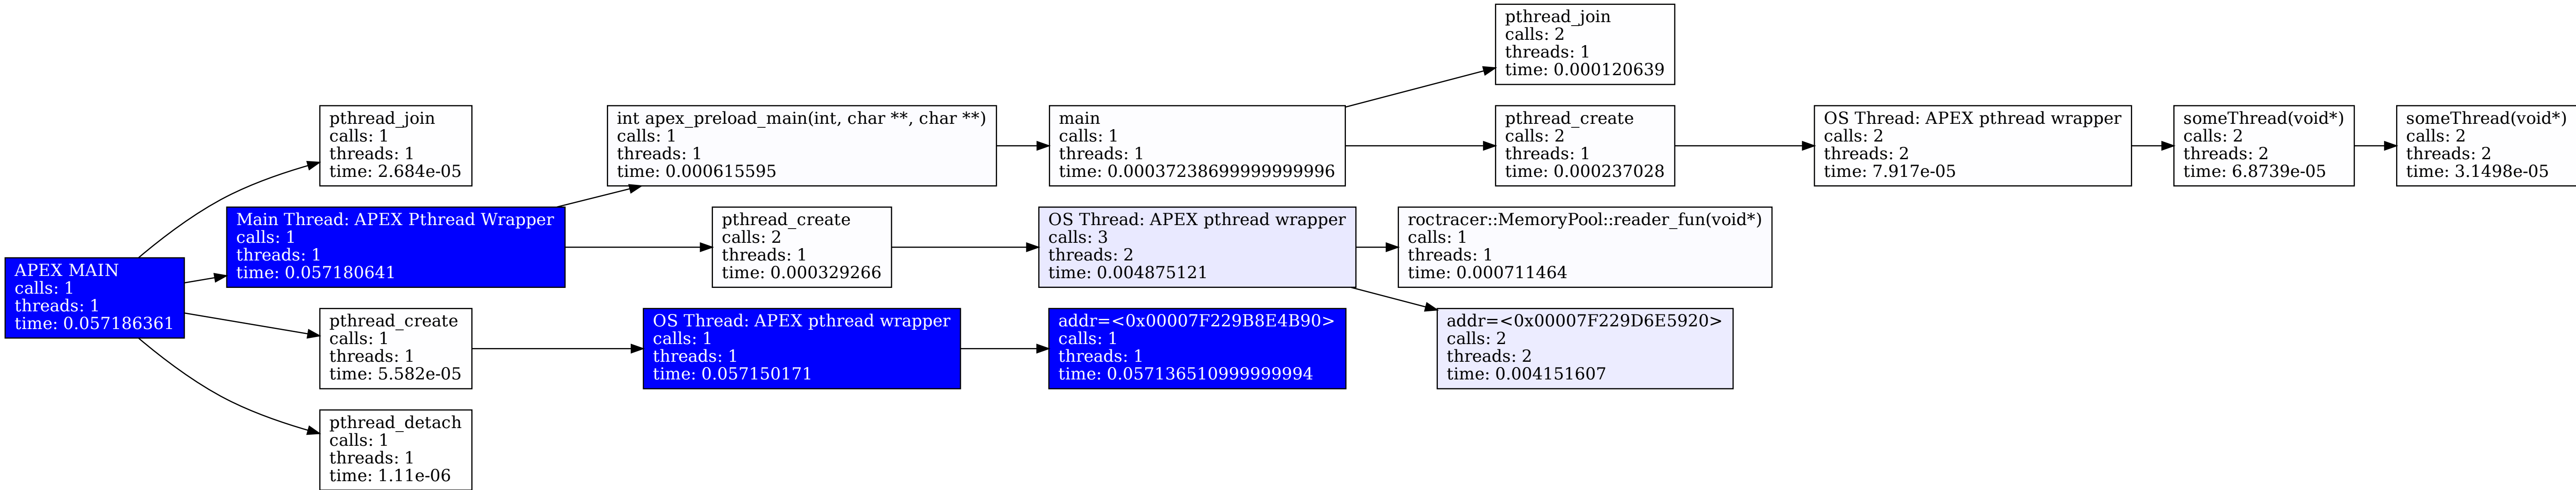 pthread_join
calls: 2
threads: 1
time: 0.000120639
pthread_join
calls: 1
threads: 1
time: 2.684e-05
int apex_preload_main(int, char **, char **)
calls: 1
threads: 1
time: 0.000615595
main
calls: 1
threads: 1
time: 0.00037238699999999996
pthread_create
calls: 2
threads: 1
time: 0.000237028
OS Thread: APEX pthread wrapper
calls: 2
threads: 2
time: 7.917e-05
someThread(void*)
calls: 2
threads: 2
time: 6.8739e-05
someThread(void*)
calls: 2
threads: 2
time: 3.1498e-05
Main Thread: APEX Pthread Wrapper
calls: 1
threads: 1
time: 0.057180641
pthread_create
calls: 2
threads: 1
time: 0.000329266
OS Thread: APEX pthread wrapper
calls: 3
threads: 2
time: 0.004875121
roctracer::MemoryPool::reader_fun(void*)
calls: 1
threads: 1
time: 0.000711464
APEX MAIN
calls: 1
threads: 1
time: 0.057186361
pthread_create
calls: 1
threads: 1
time: 5.582e-05
OS Thread: APEX pthread wrapper
calls: 1
threads: 1
time: 0.057150171
addr=<0x00007F229B8E4B90>
calls: 1
threads: 1
time: 0.057136510999999994
addr=<0x00007F229D6E5920>
calls: 2
threads: 2
time: 0.004151607
pthread_detach
calls: 1
threads: 1
time: 1.11e-06